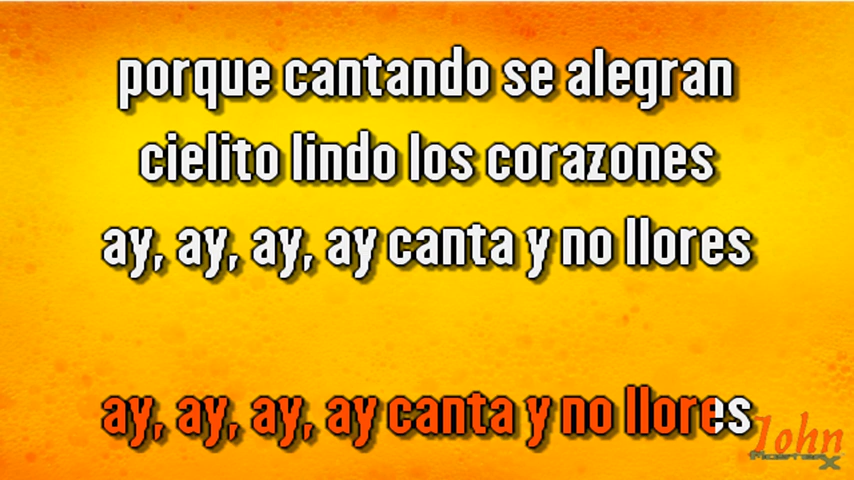 porque cantando se alegran
cielito lindo los corazones
ay, ay, ay, ay canta y no llores
ay, ay, ay, ay canta y no llores
John